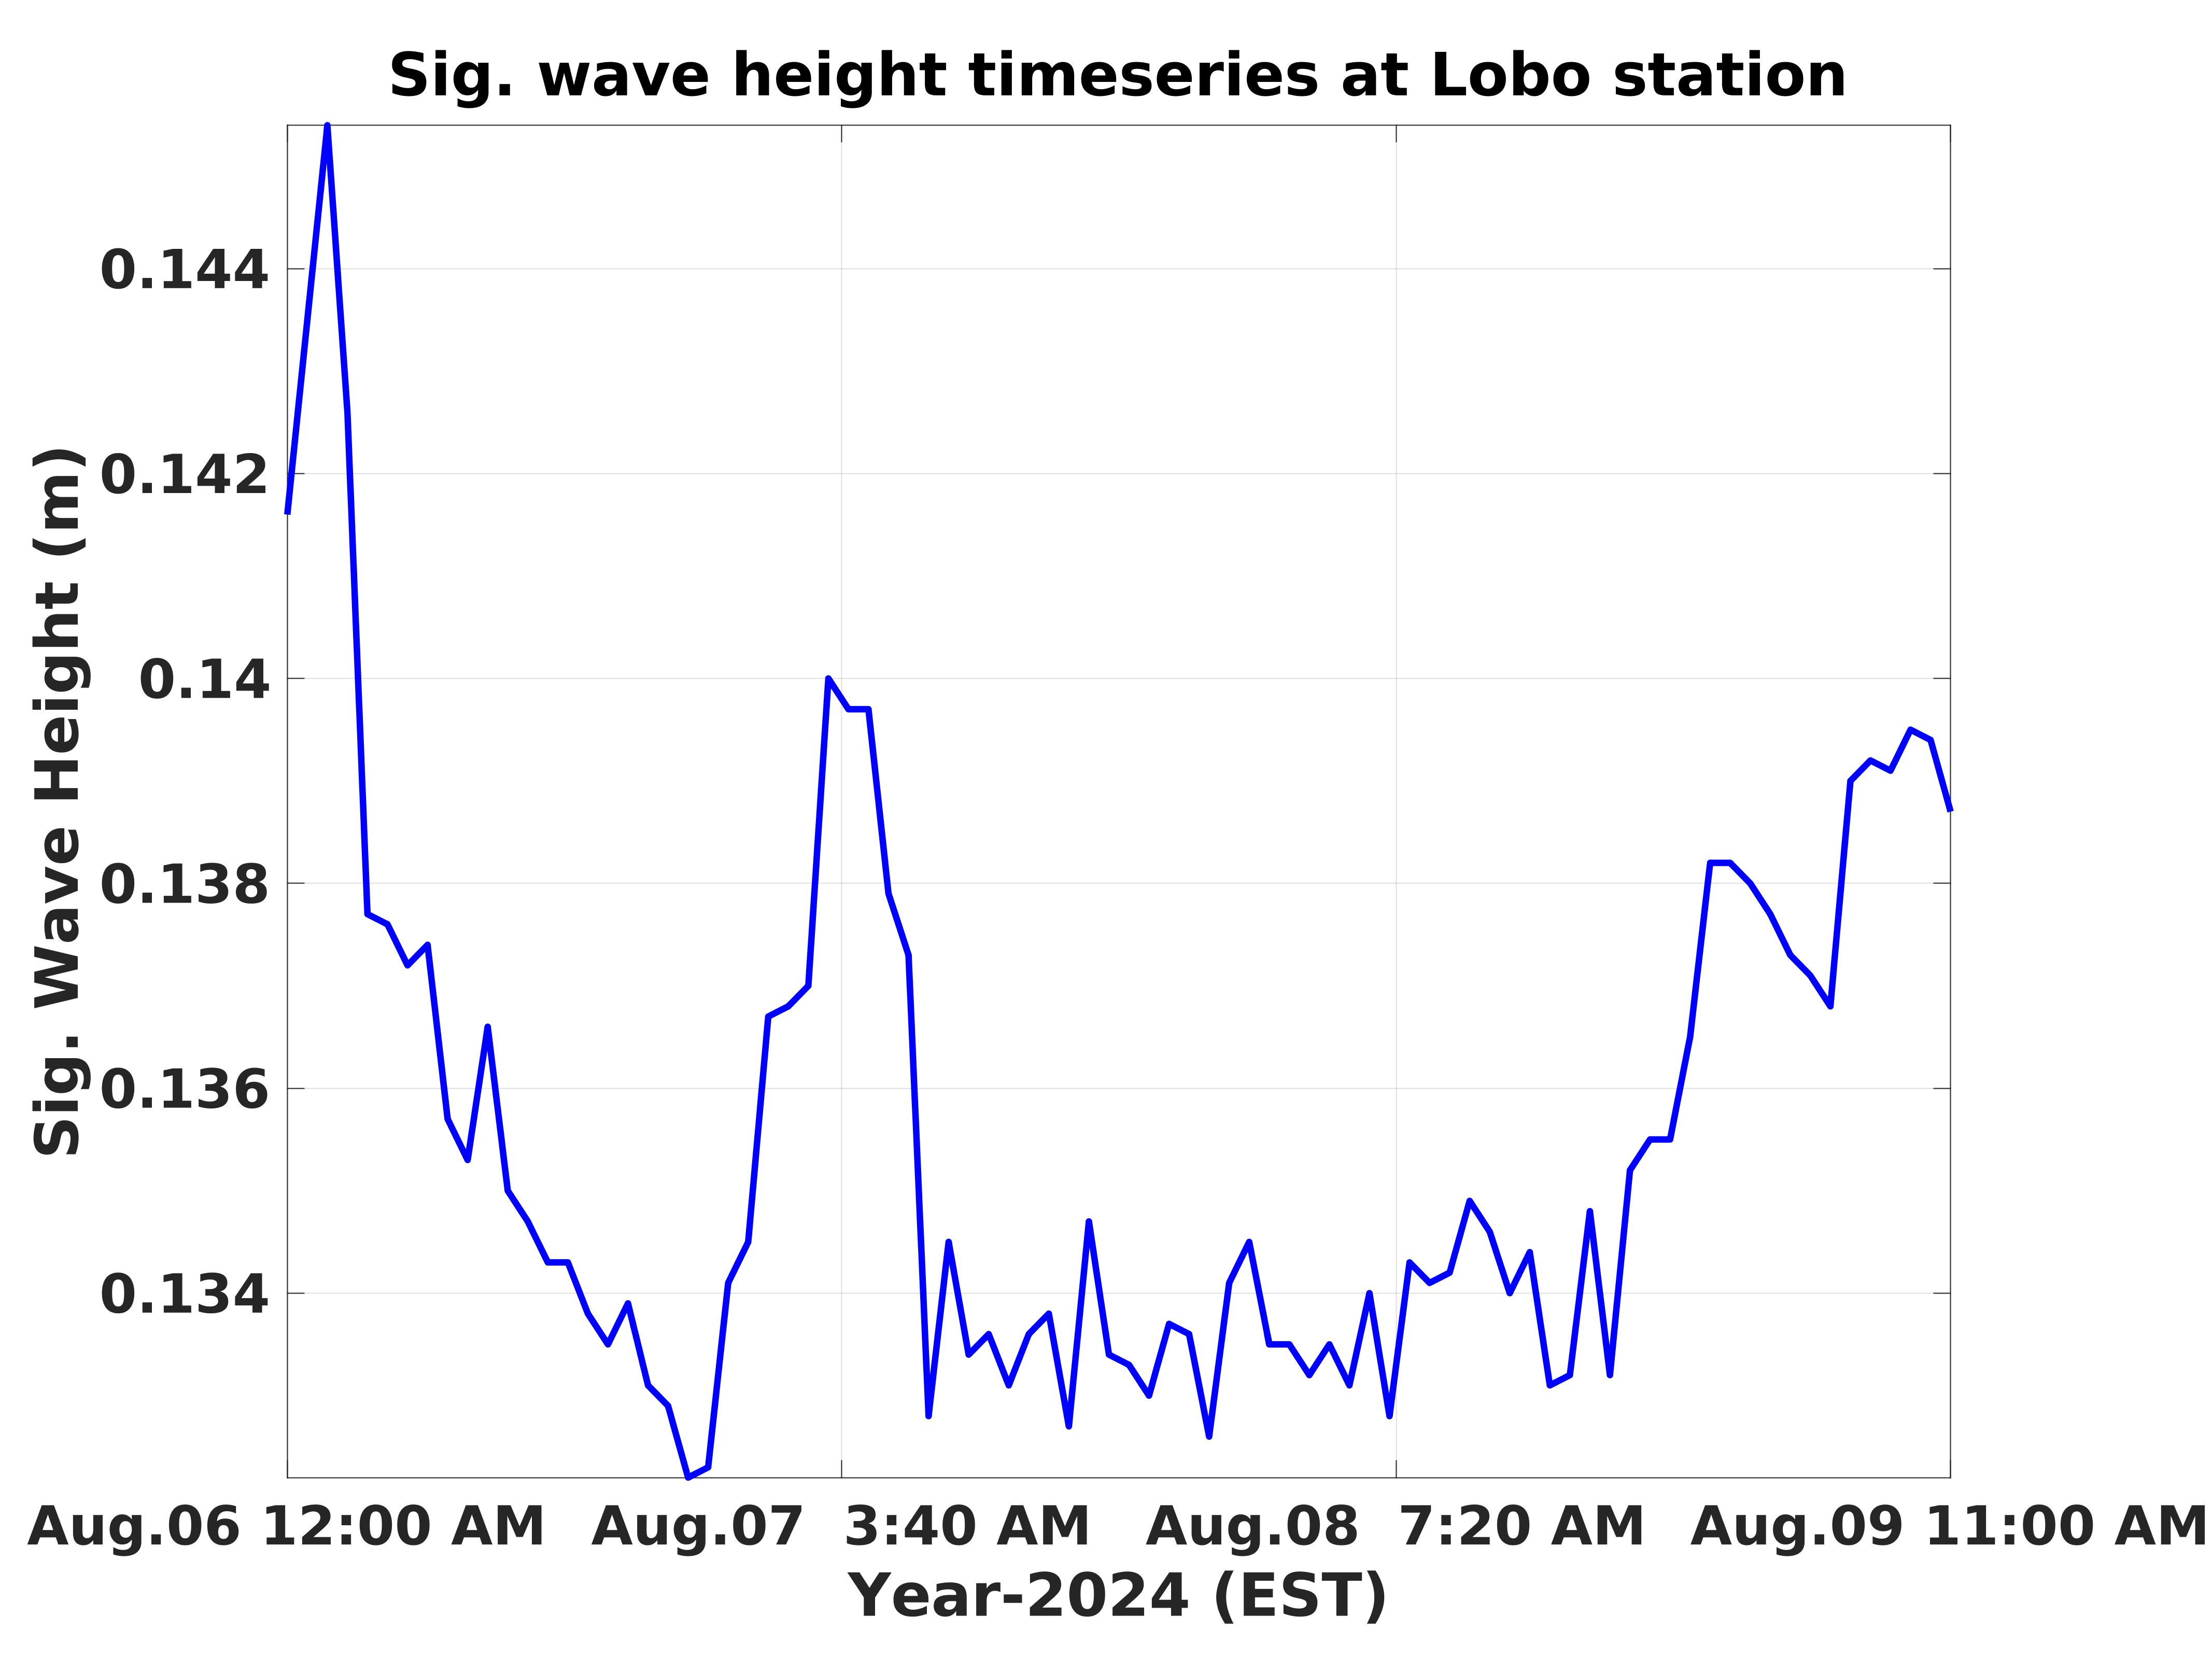 Sig. wave height timeseries at Lobo station
Sig. Wave Height (m)
0.144
0.142
0.14
0.138
0.136
0.134
Aug.06 12:00 AM Aug.07 3:40 AM Aug.08 7:20 AM Aug.09 11:00 AM
Year-2024 (EST)